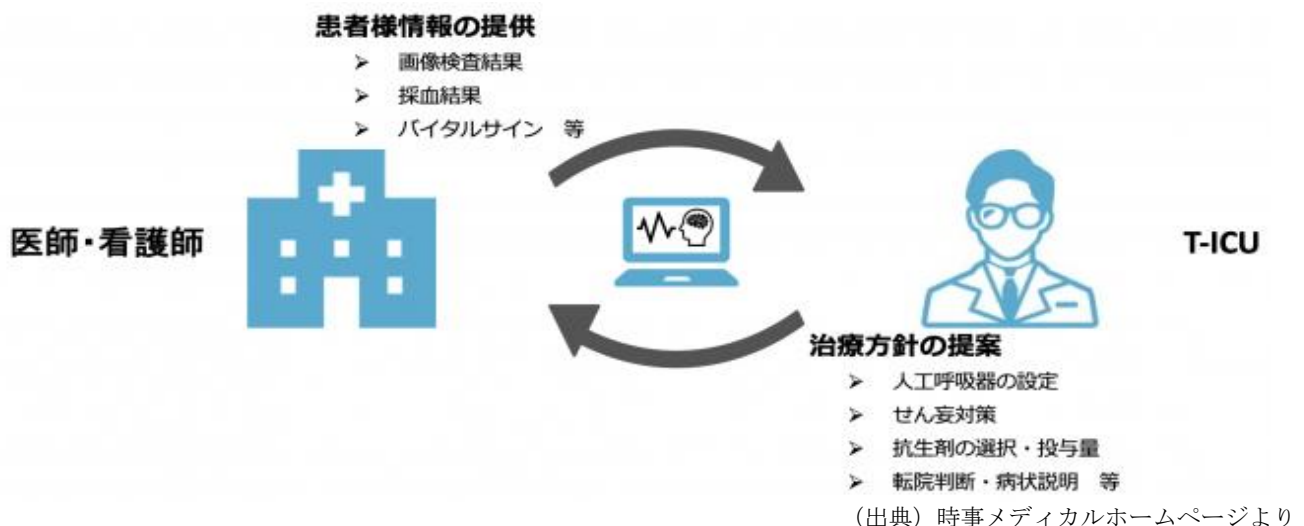 患者様情報の提供
➢ 画像検査結果
➢ 採血結果
➢ バイタルサイン 等
医師・看護師
T-ICU
治療方針の提案
➢ 人工呼吸器の設定
➢ せん妄対策
➢ 抗生剤の選択・投与量
➢ 転院判断・病状説明 等
（出典）時事メディカルホームページより